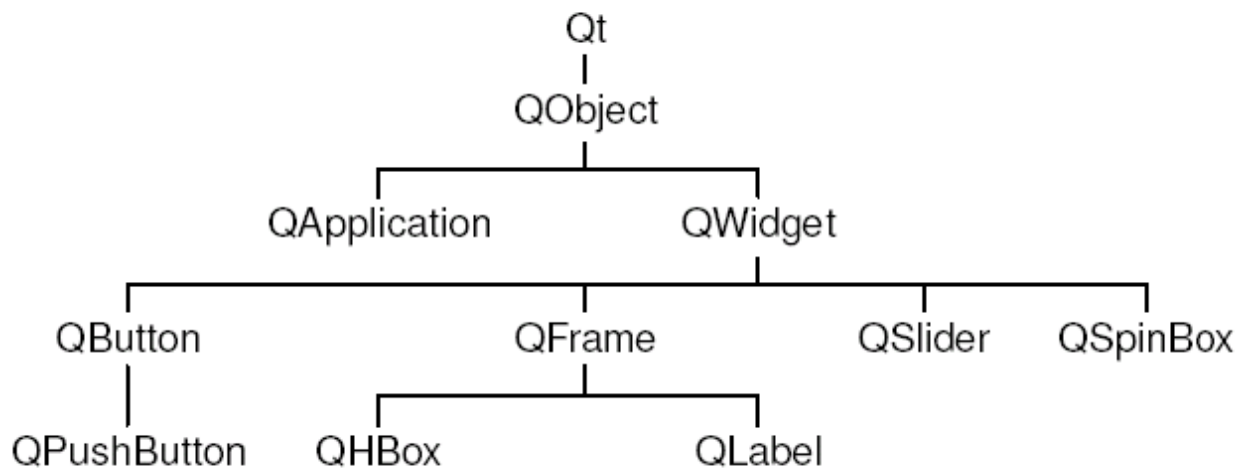 Qt
QObject
QApplication QWidget
QButton QFrame QSlider QSpinBox
QPushButton QHBox QLabel